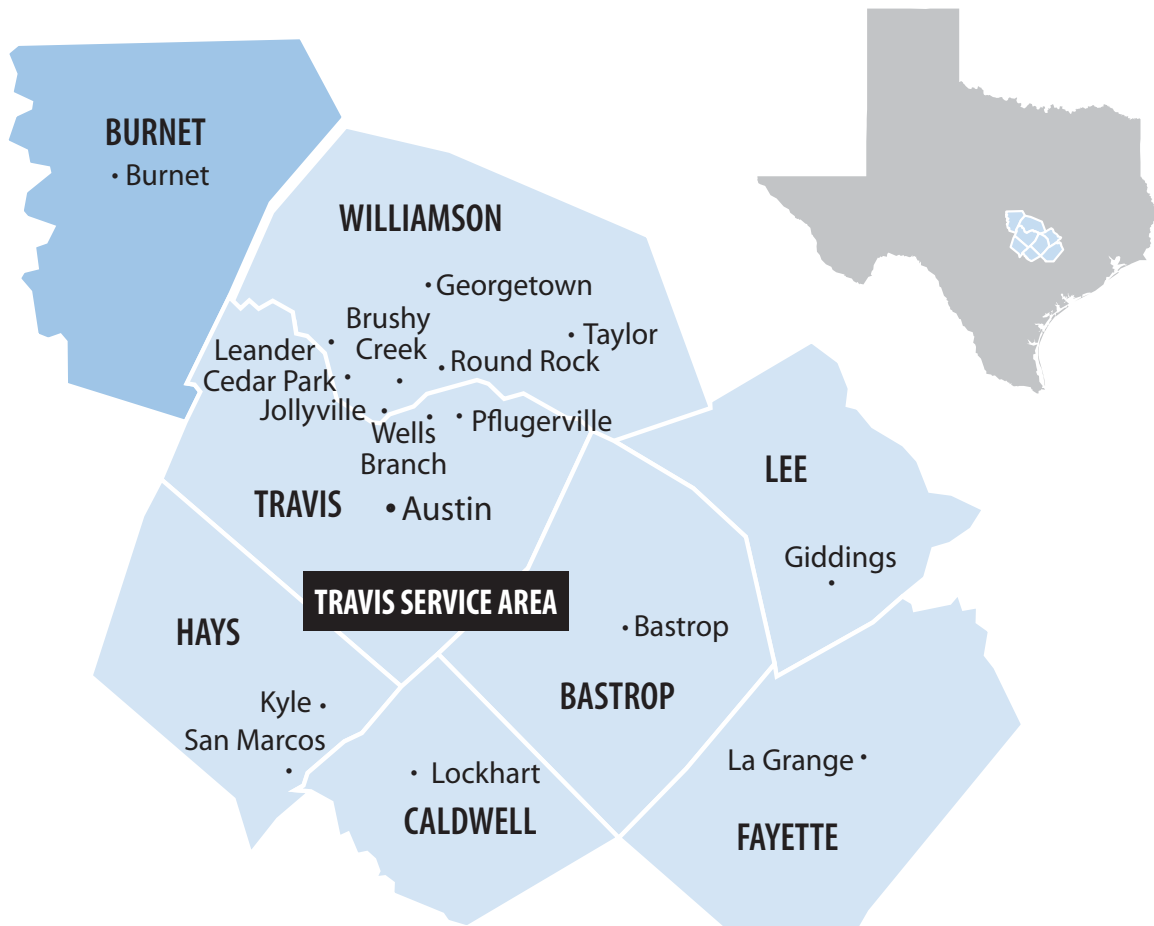 BURNET
Burnet
WILLIAMSON
Georgetown
Brushy
Creek
Taylor
Leander
Round Rock
Cedar Park
Jollyville
Wells
Branch
Pflugerville
LEE
TRAVIS
Austin
Giddings
TRAVIS SERVICE AREA
HAYS
Bastrop
BASTROP
Kyle
San Marcos
La Grange
Lockhart
CALDWELL
FAYETTE